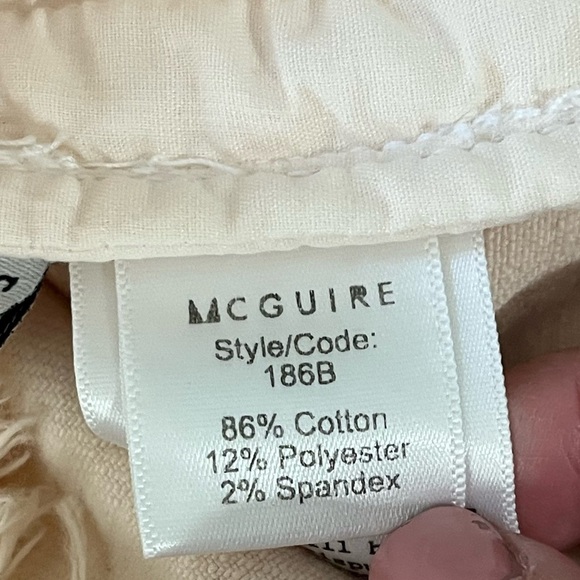 MCGUIRE
Style/Code:
186B
86% Cotton
12% Polyester
2% Spandex